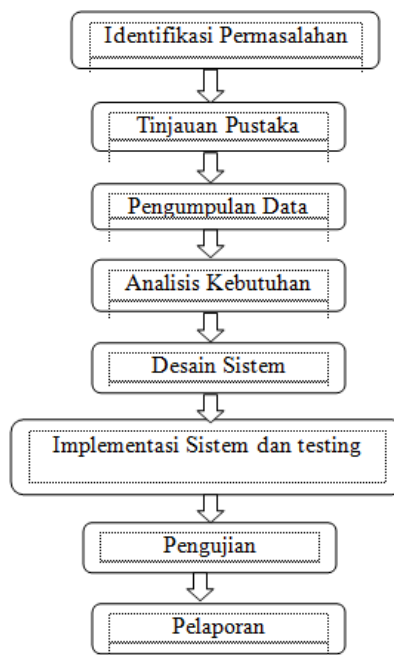 Identifikasi Permasalahan
Tinjauan Pustaka
Pengumpulan Data
Analisis Kebutuhan
Desain Sistem
Implementasi Sistem dan testing
Pengujian
Pelaporan